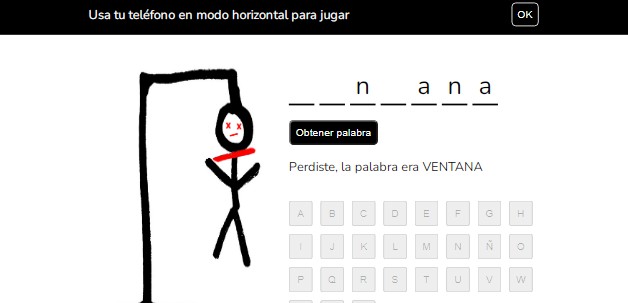 Usa tu teléfono en modo horizontal para jugar
OK
_ _ n _ a n a
Obtener palabra
Perdiste, la palabra era VENTANA
A B C D E F G H
I J K L M N Ñ O
P Q R S T U V W